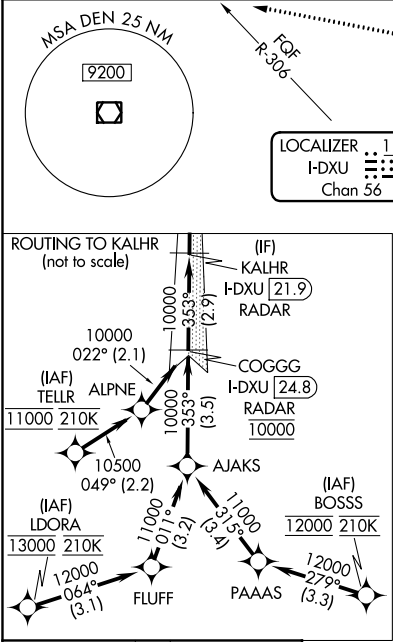 MSA DEN 25 NM
9200
FQF
R-306
LOCALIZER 1
I-DXU
Chan 56
ROUTING TO KALHR
(not to scale)
(IF)
KALHR
I-DXU 21.9
RADAR
10000
353°
(2.9)
10000
022° (2.1)
COGGG
I-DXU 24.8
RADAR
10000
(IAF)
TELLR
11000 210K
ALPNE
10000
353°
(3.5)
10500
049° (2.2)
AJAKS
(IAF)
BOSSS
12000 210K
(IAF)
LDORA
13000 210K
11000
011°
(3.2)
11000
315°
(3.4)
12000
064°
(3.1)
FLUFF
PAAAS
12000
279°
(3.3)